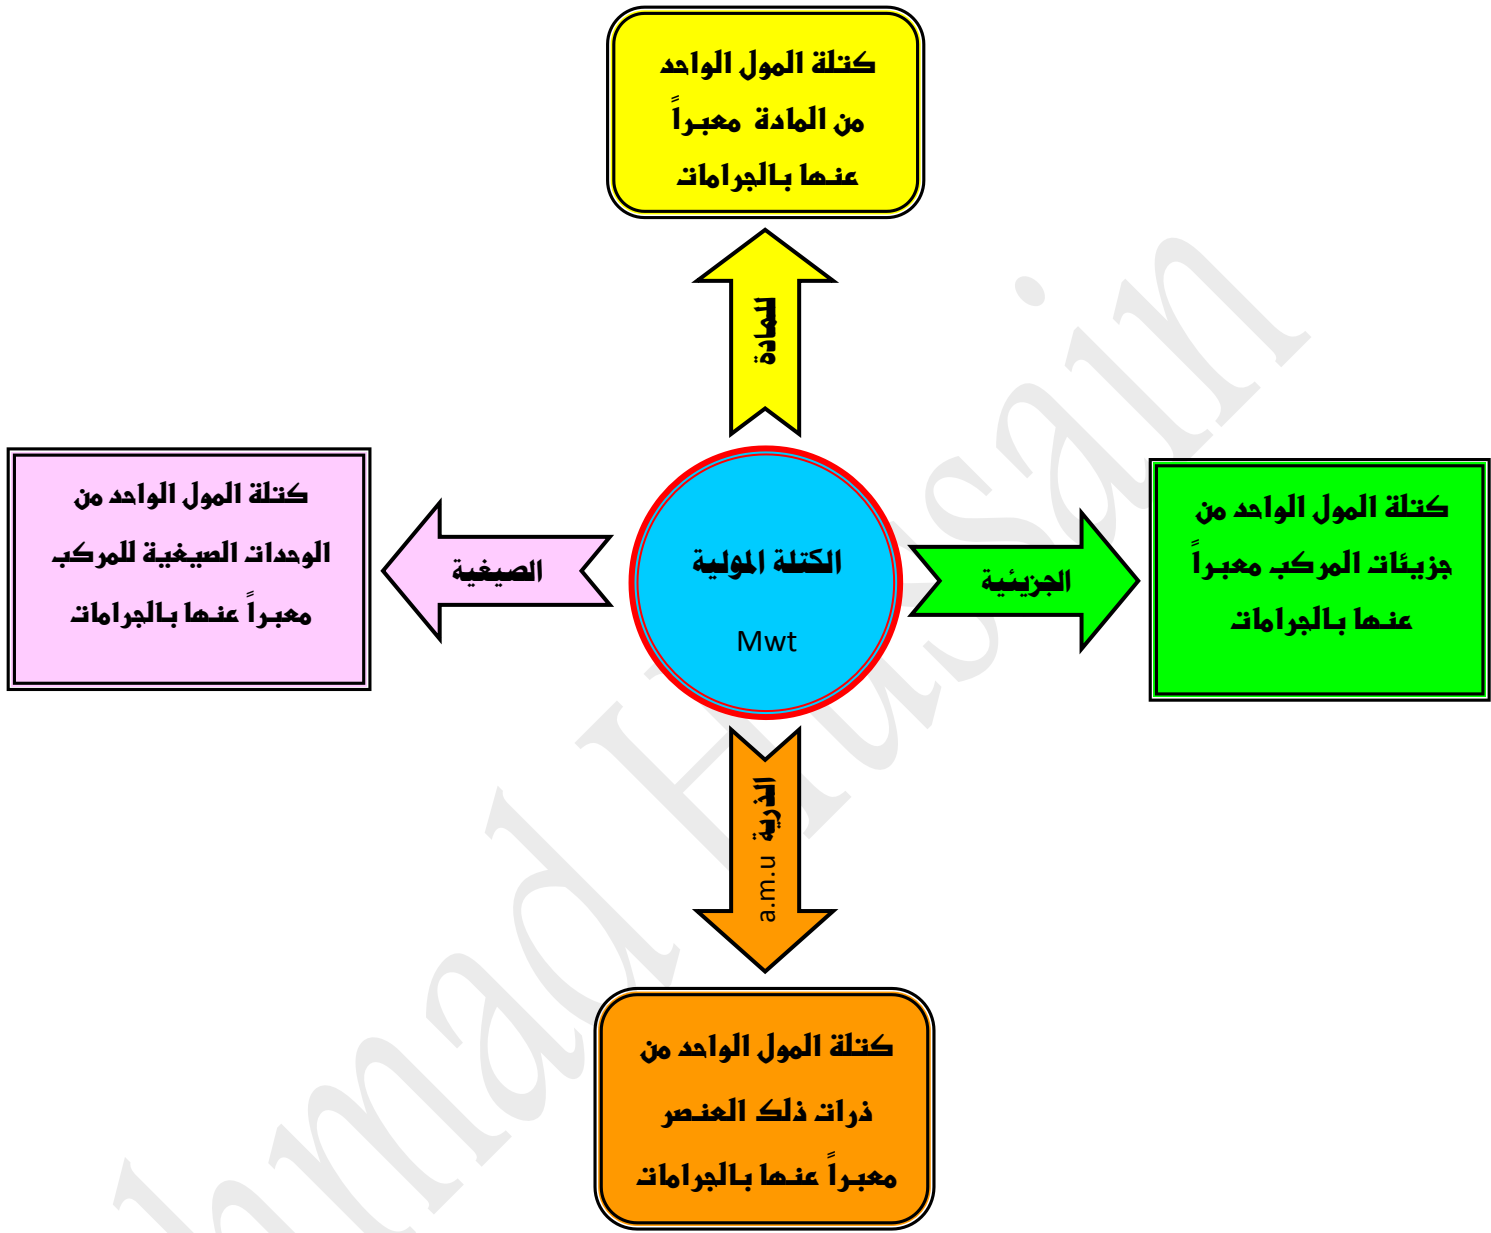 كتلة المول الواحد
من المادة معبراً
عنها بالجرامات
للمادة
كتلة المول الواحد من
جزيئات المركب معبراً
عنها بالجرامات
الجزيئية
الكتلة المولية
Mwt
الصيغية
كتلة المول الواحد من
الوحدات الصيغية للمركب
معبراً عنها بالجرامات
الذرية a.m.u
كتلة المول الواحد من
ذرات ذلك العنصر
معبراً عنها بالجرامات
hmad Husain